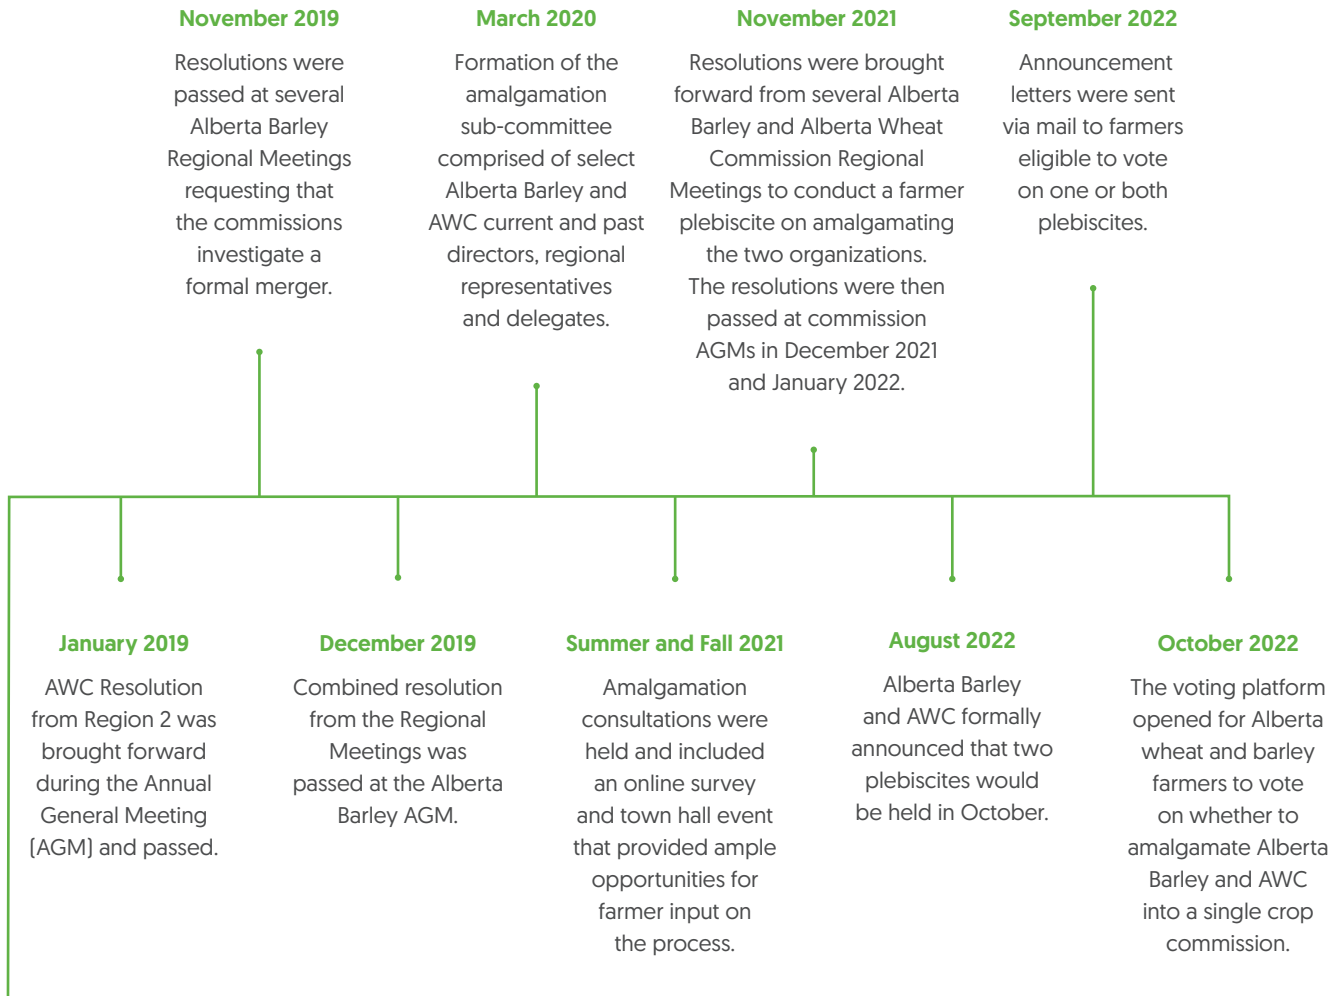 November 2019
Resolutions were
passed at several
Alberta Barley
Regional Meetings
requesting that
the commissions
investigate a
formal merger.
March 2020
Formation of the
amalgamation
sub-committee
comprised of select
Alberta Barley and
AWC current and past
directors, regional
representatives
and delegates.
November 2021
Resolutions were brought
forward from several Alberta
Barley and Alberta Wheat
Commission Regional
Meetings to conduct a farmer
plebiscite on amalgamating
the two organizations.
The resolutions were then
passed at commission
AGMs in December 2021
and January 2022.
September 2022
Announcement
letters were sent
via mail to farmers
eligible to vote
on one or both
plebiscites.
January 2019
AWC Resolution
from Region 2 was
brought forward
during the Annual
General Meeting
(AGM) and passed.
December 2019
Combined resolution
from the Regional
Meetings was
passed at the Alberta
Barley AGM.
Summer and Fall 2021
Amalgamation
consultations were
held and included
an online survey
and town hall event
that provided ample
opportunities for
farmer input on
the process.
August 2022
Alberta Barley
and AWC formally
announced that two
plebiscites would
be held in October.
October 2022
The voting platform
opened for Alberta
wheat and barley
farmers to vote
on whether to
amalgamate Alberta
Barley and AWC
into a single crop
commission.